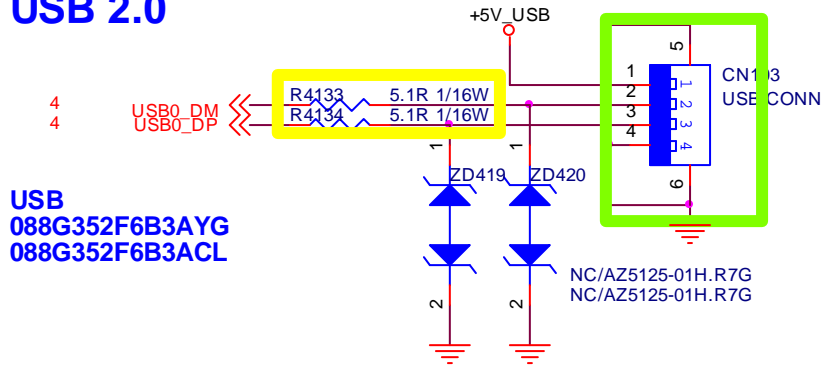 USB 2.0
+5V_USB
5
1
CN103
2
USB CONN
3
4
1
2
3
4
6
R4133 5.1R 1/16W
R4134 5.1R 1/16W
4 USB0_DM
4 USB0_DP
1
1
ZD419
ZD420
USB
088G352F6B3AYG
088G352F6B3ACL
NC/AZ5125-01H.R7G
NC/AZ5125-01H.R7G
2
2